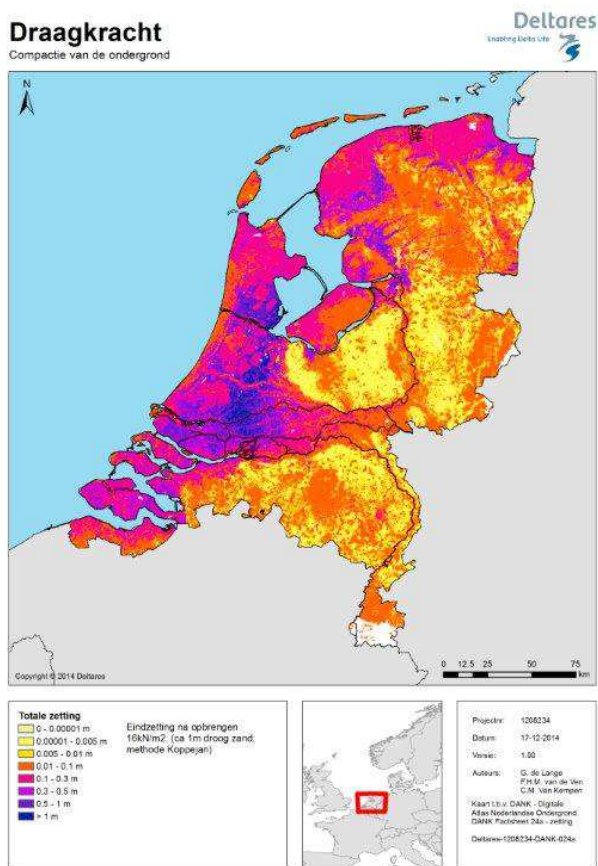 Draagkracht
Compactie van de ondergrond
Deltares
Enabling Delta Life
N
Copyright © 2014 Deltares
0 12.5 25 50 75
km
Totale zetting
0 - 0.00001 m
0.00001 - 0.005 m
0.005 - 0.01 m
0.01 - 0.1 m
0.1 - 0.3 m
0.3 - 0.5 m
0.5 - 1 m
> 1 m
Eindzetting na opbrengen
16kN/m2. (ca 1m droog zand;
methode Koppejan)
Projectnr: 1208234
Datum: 17-12-2014
Versie: 1.00
Auteurs: G. de Lange
F.H.M. van de Ven
C.M. Van Kempen
Kaart t.b.v. DANK - Digitale
Atlas Nederlandse Ondergrond
DANK Factsheet 24a - zetting
Deltares-1208234-DANK-024a